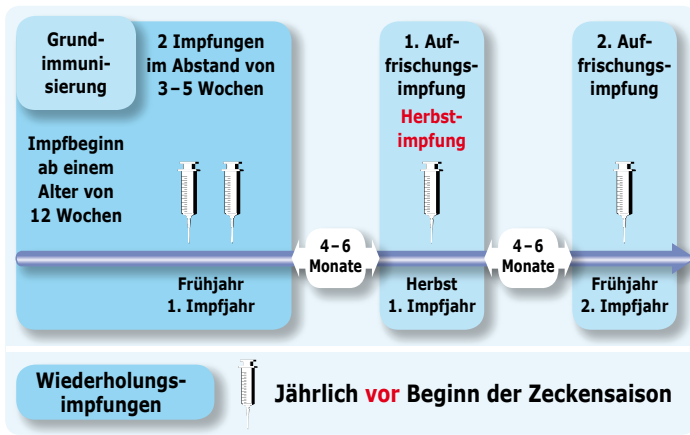 Grund-
immuni-
sierung
2 Impfungen
im Abstand von
3–5 Wochen
Impfbeginn
ab einem
Alter von
12 Wochen
Frühjahr
1. Impfjahr
4–6
Monate
1. Auf-
frischungs-
impfung
Herbst-
impfung
Herbst
1. Impfjahr
4–6
Monate
2. Auf-
frischungs-
impfung
Frühjahr
2. Impfjahr
Wiederholungs-
impfungen
Jährlich vor Beginn der Zeckensaison